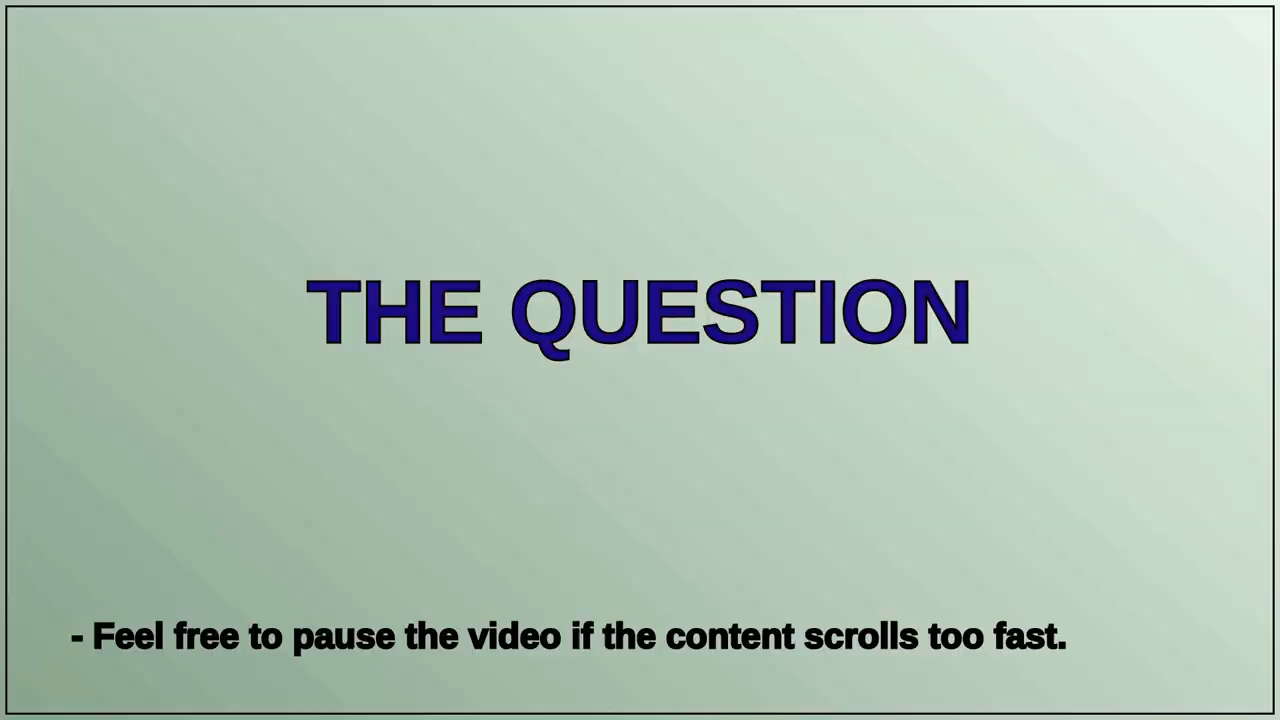 THE QUESTION
- Feel free to pause the video if the content scrolls too fast.